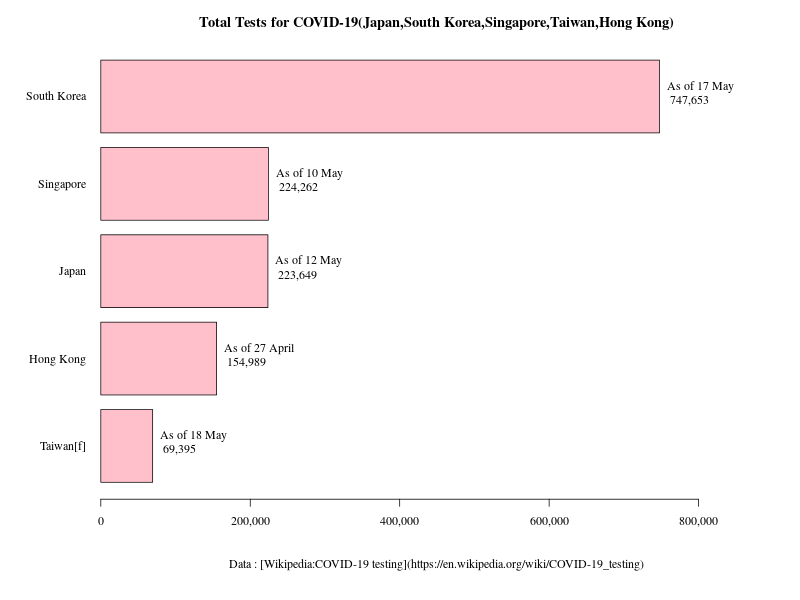 Total Tests for COVID-19(Japan,South Korea,Singapore,Taiwan,Hong Kong)
South Korea
As of 17 May
747,653
Singapore
As of 10 May
224,262
Japan
As of 12 May
223,649
Hong Kong
As of 27 April
154,989
Taiwan[f]
As of 18 May
69,395
0 200,000 400,000 600,000 800,000
Data : [Wikipedia:COVID-19 testing](https://en.wikipedia.org/wiki/COVID-19_testing)